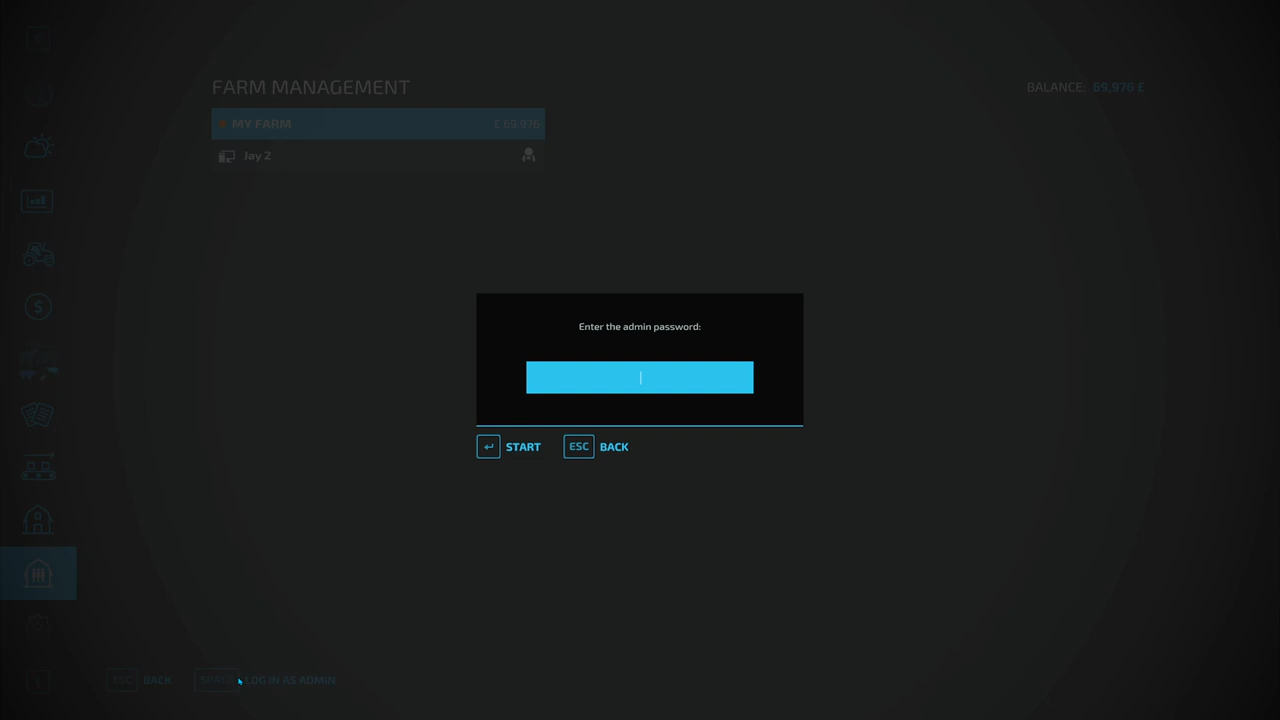 FARM MANAGEMENT
BALANCE: 69,976 £
MY FARM £ 69,976
Jay 2
Enter the admin password:
START ESC BACK
ESC BACK SPACE LOG IN AS ADMIN